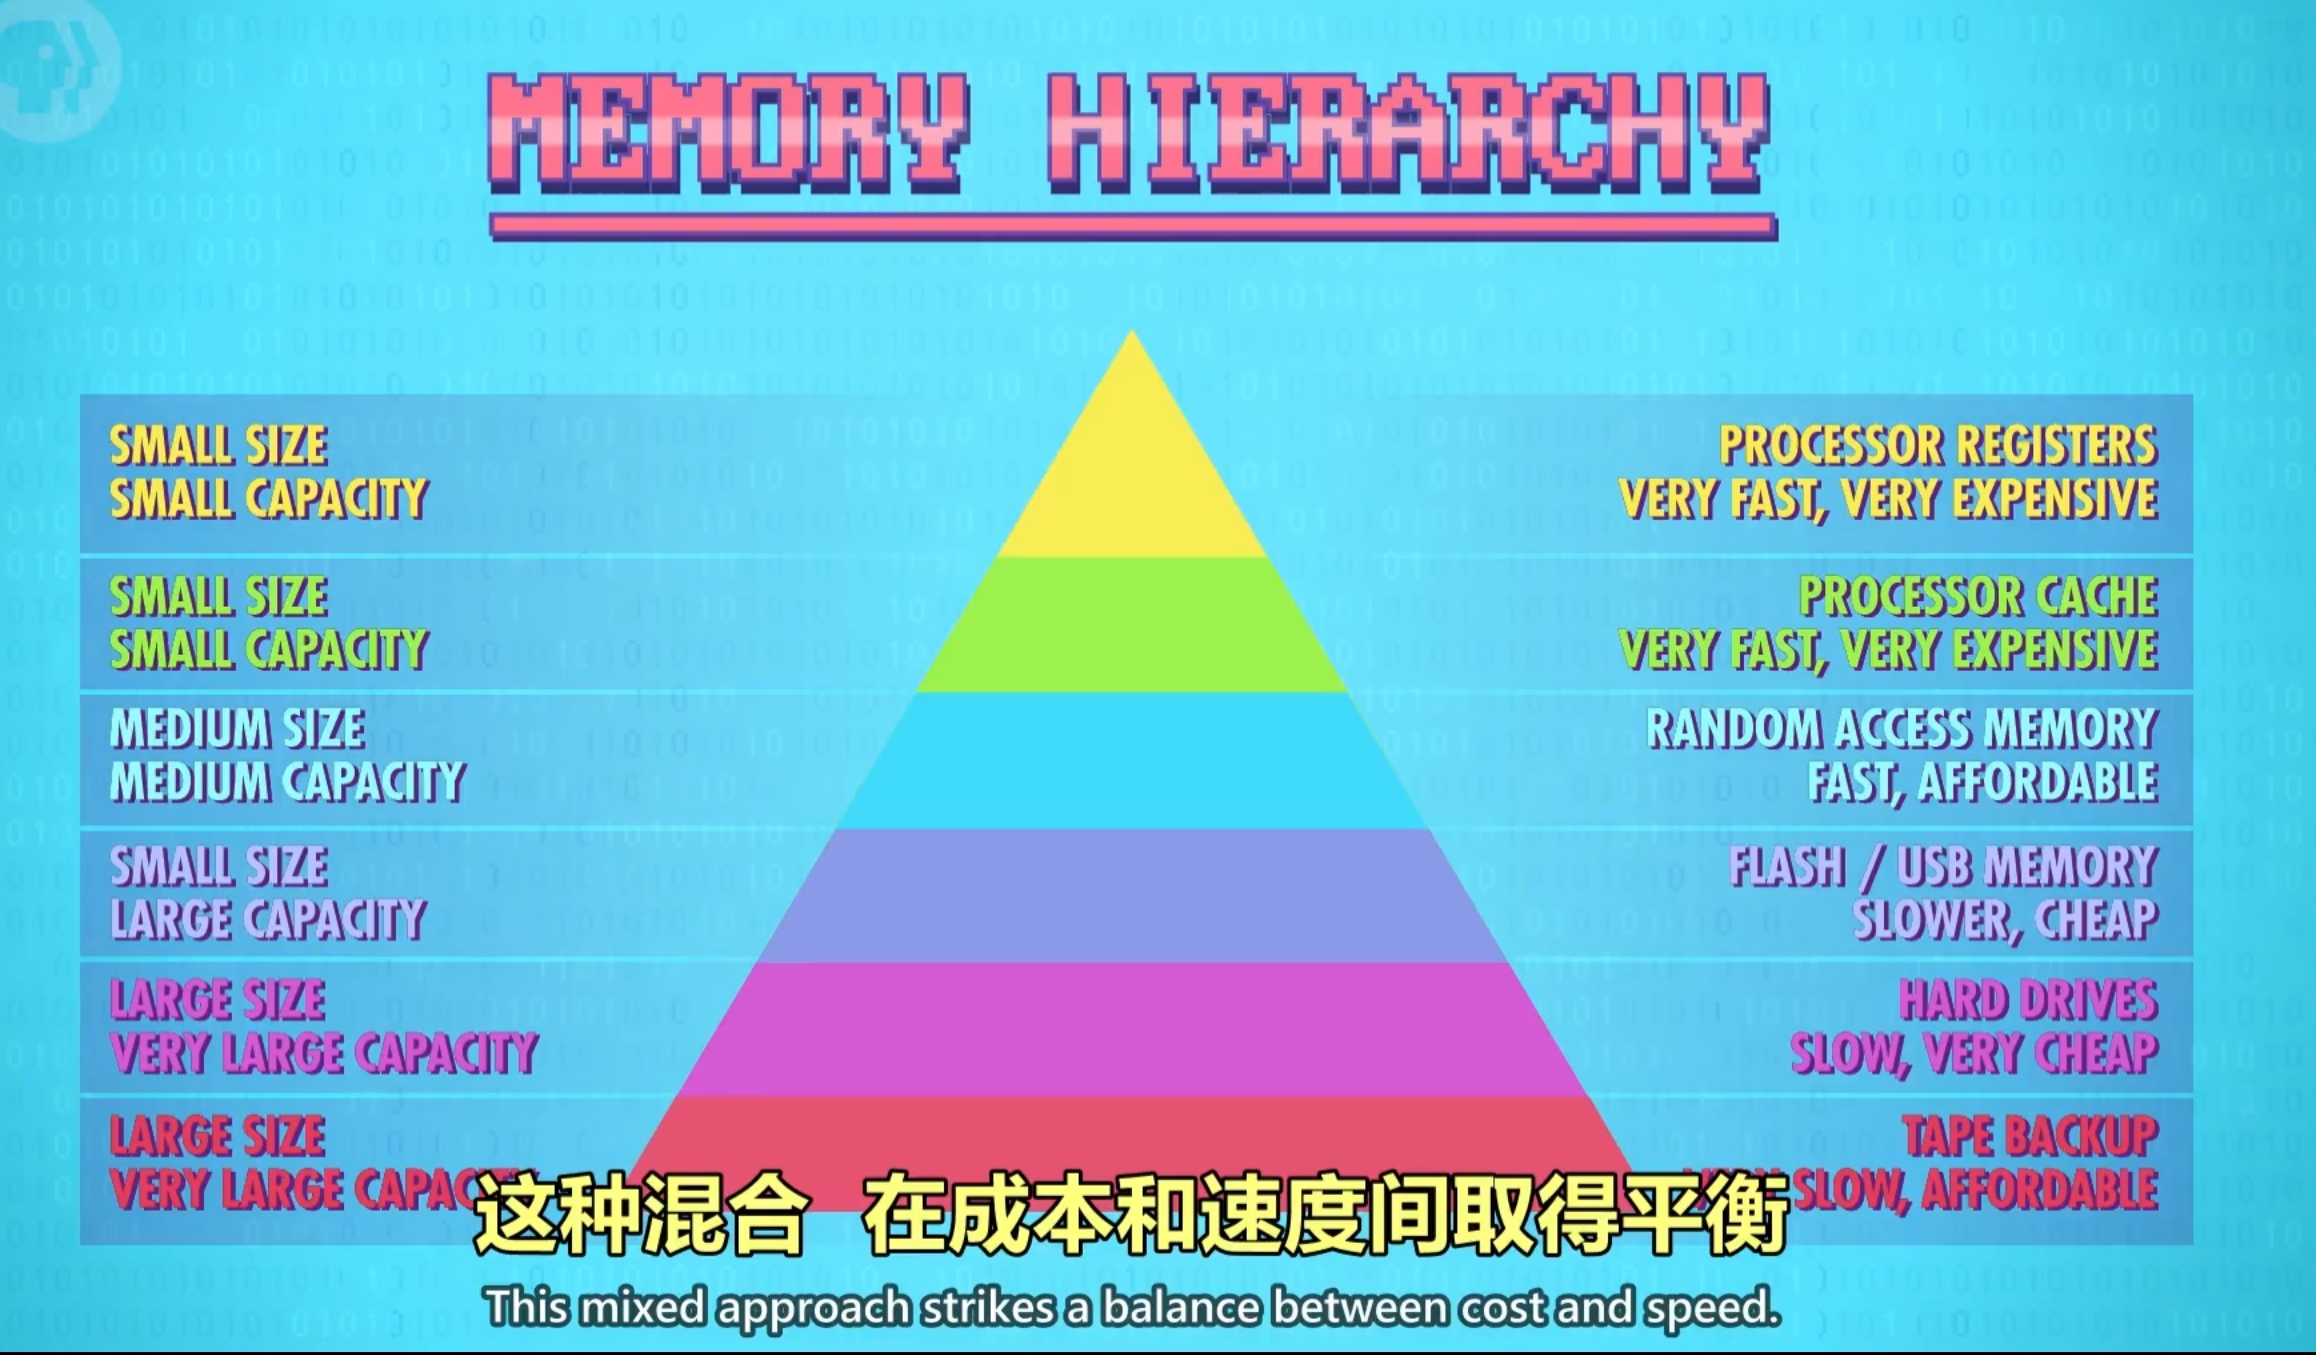 MEMORY HIERARCHY
SMALL SIZE
SMALL CAPACITY
PROCESSOR REGISTERS
VERY FAST, VERY EXPENSIVE
SMALL SIZE
SMALL CAPACITY
PROCESSOR CACHE
VERY FAST, VERY EXPENSIVE
MEDIUM SIZE
MEDIUM CAPACITY
RANDOM ACCESS MEMORY
FAST, AFFORDABLE
SMALL SIZE
LARGE CAPACITY
FLASH / USB MEMORY
SLOWER, CHEAP
LARGE SIZE
VERY LARGE CAPACITY
HARD DRIVES
SLOW, VERY CHEAP
LARGE SIZE
VERY LARGE
TAPE BACKUP
SLOW, AFFORDABLE
这种混合 在成本和速度间取得平衡
This mixed approach strikes a balance between cost and speed.